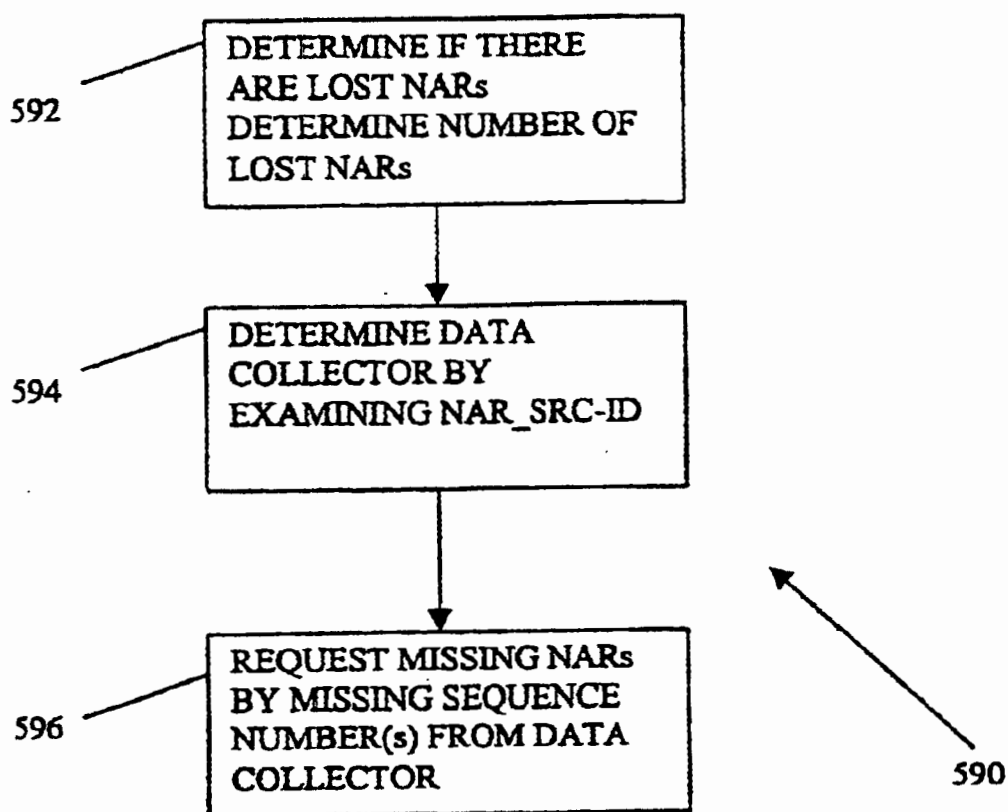 DETERMINE IF THERE
ARE LOST NARs
DETERMINE NUMBER OF
LOST NARs
592
DETERMINE DATA
COLLECTOR BY
EXAMINING NAR_SRC-ID
594
REQUEST MISSING NARs
BY MISSING SEQUENCE
NUMBER(s) FROM DATA
COLLECTOR
596
590